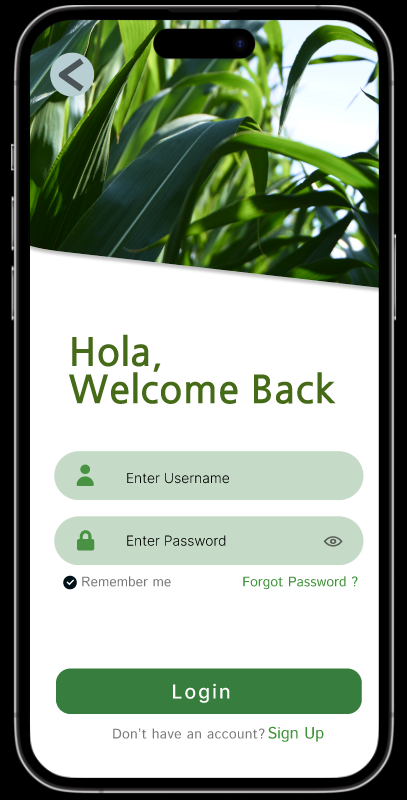 Hola,
Welcome Back
Enter Username
Enter Password
Remember me Forgot Password ?
Login
Don't have an account? Sign Up